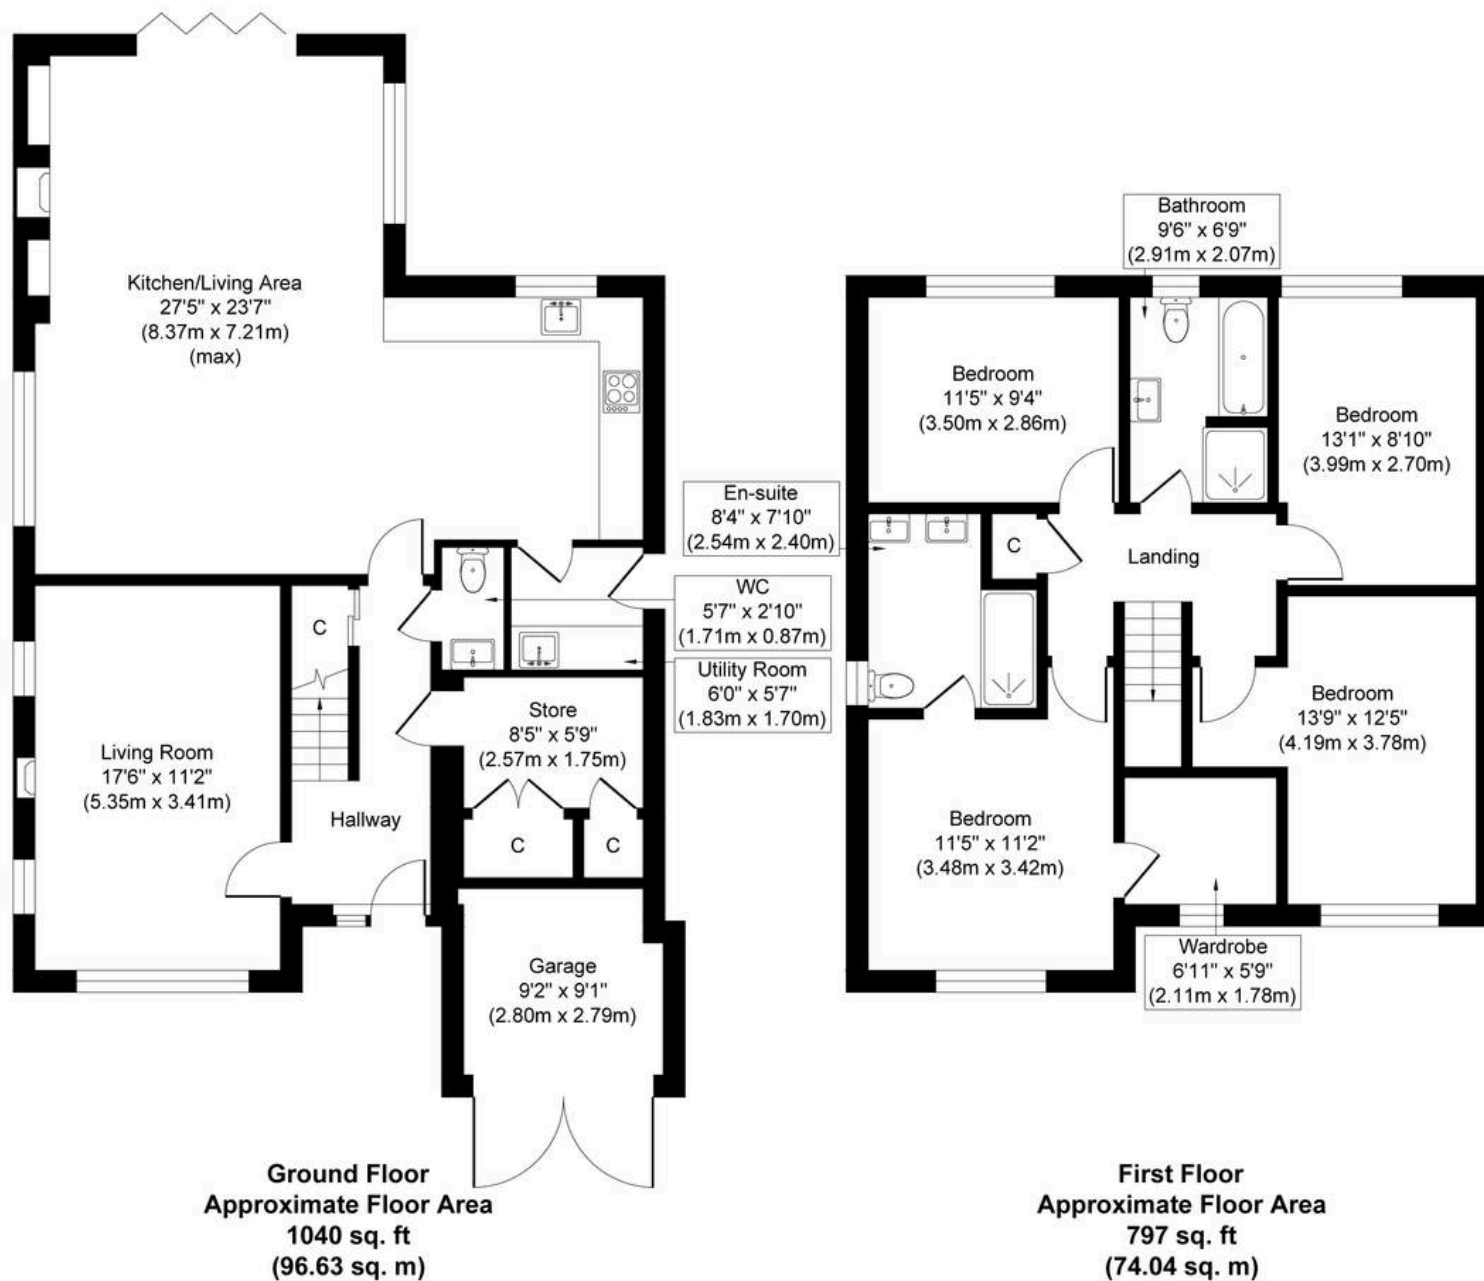 Kitchen/Living Area
27'5" x 23'7"
(8.37m x 7.21m)
(max)
Living Room
17'6" x 11'2"
(5.35m x 3.41m)
C
Hallway
WC
5'7" x 2'10"
(1.71m x 0.87m)
Utility Room
6'0" x 5'7"
(1.83m x 1.70m)
Store
8'5" x 5'9"
(2.57m x 1.75m)
C
C
Garage
9'2" x 9'1"
(2.80m x 2.79m)
Ground Floor
Approximate Floor Area
1040 sq. ft
(96.63 sq. m)
Bathroom
9'6" x 6'9"
(2.91m x 2.07m)
Bedroom
11'5" x 9'4"
(3.50m x 2.86m)
Bedroom
13'1" x 8'10"
(3.99m x 2.70m)
En-suite
8'4" x 7'10"
(2.54m x 2.40m)
C
Landing
Bedroom
13'9" x 12'5"
(4.19m x 3.78m)
Bedroom
11'5" x 11'2"
(3.48m x 3.42m)
Wardrobe
6'11" x 5'9"
(2.11m x 1.78m)
First Floor
Approximate Floor Area
797 sq. ft
(74.04 sq. m)